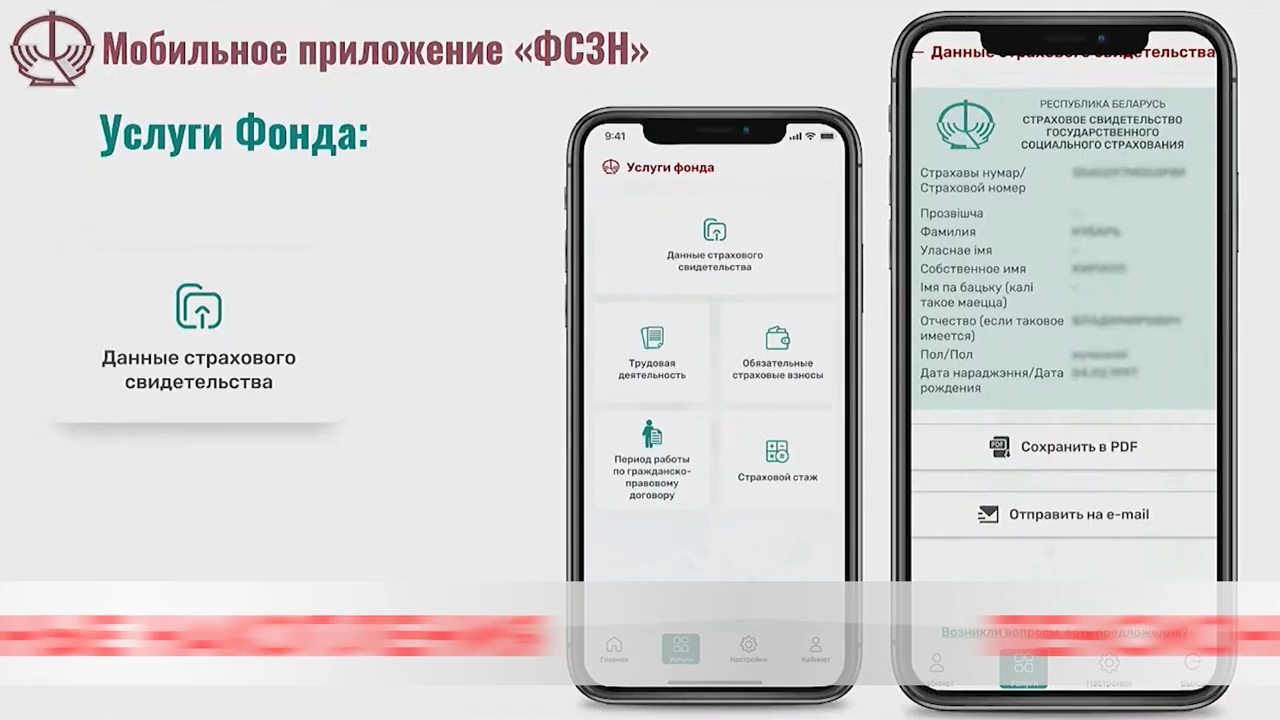 Мобильное приложение «ФСЗН»
Услуги Фонда:
Данные страхового
свидетельства
9:41
Услуги фонда
Данные страхового
свидетельства
Трудовая
деятельность
Обязательные
страховые взносы
Период работы
по гражданско-
правовому
договору
Страховой стаж
Главная
Услуги
Настройки
Кабинет
Данные страхового свидетельства
РЕСПУБЛИКА БЕЛАРУСЬ
СТРАХОВОЕ СВИДЕТЕЛЬСТВО
ГОСУДАРСТВЕННОГО
СОЦИАЛЬНОГО СТРАХОВАНИЯ
Страхавы нумар/
Страховой номер
Прозвішча
Фамилия
Уласнае імя
Собственное имя
Імя па бацьку (калі
такое маецца)
Отчество (если таковое
имеется)
Пол/Пол
Дата нараджэння/Дата
рождения
Сохранить в PDF
Отправить на e-mail
Возникли вопросы, есть предложения?
Услуги
Настройки